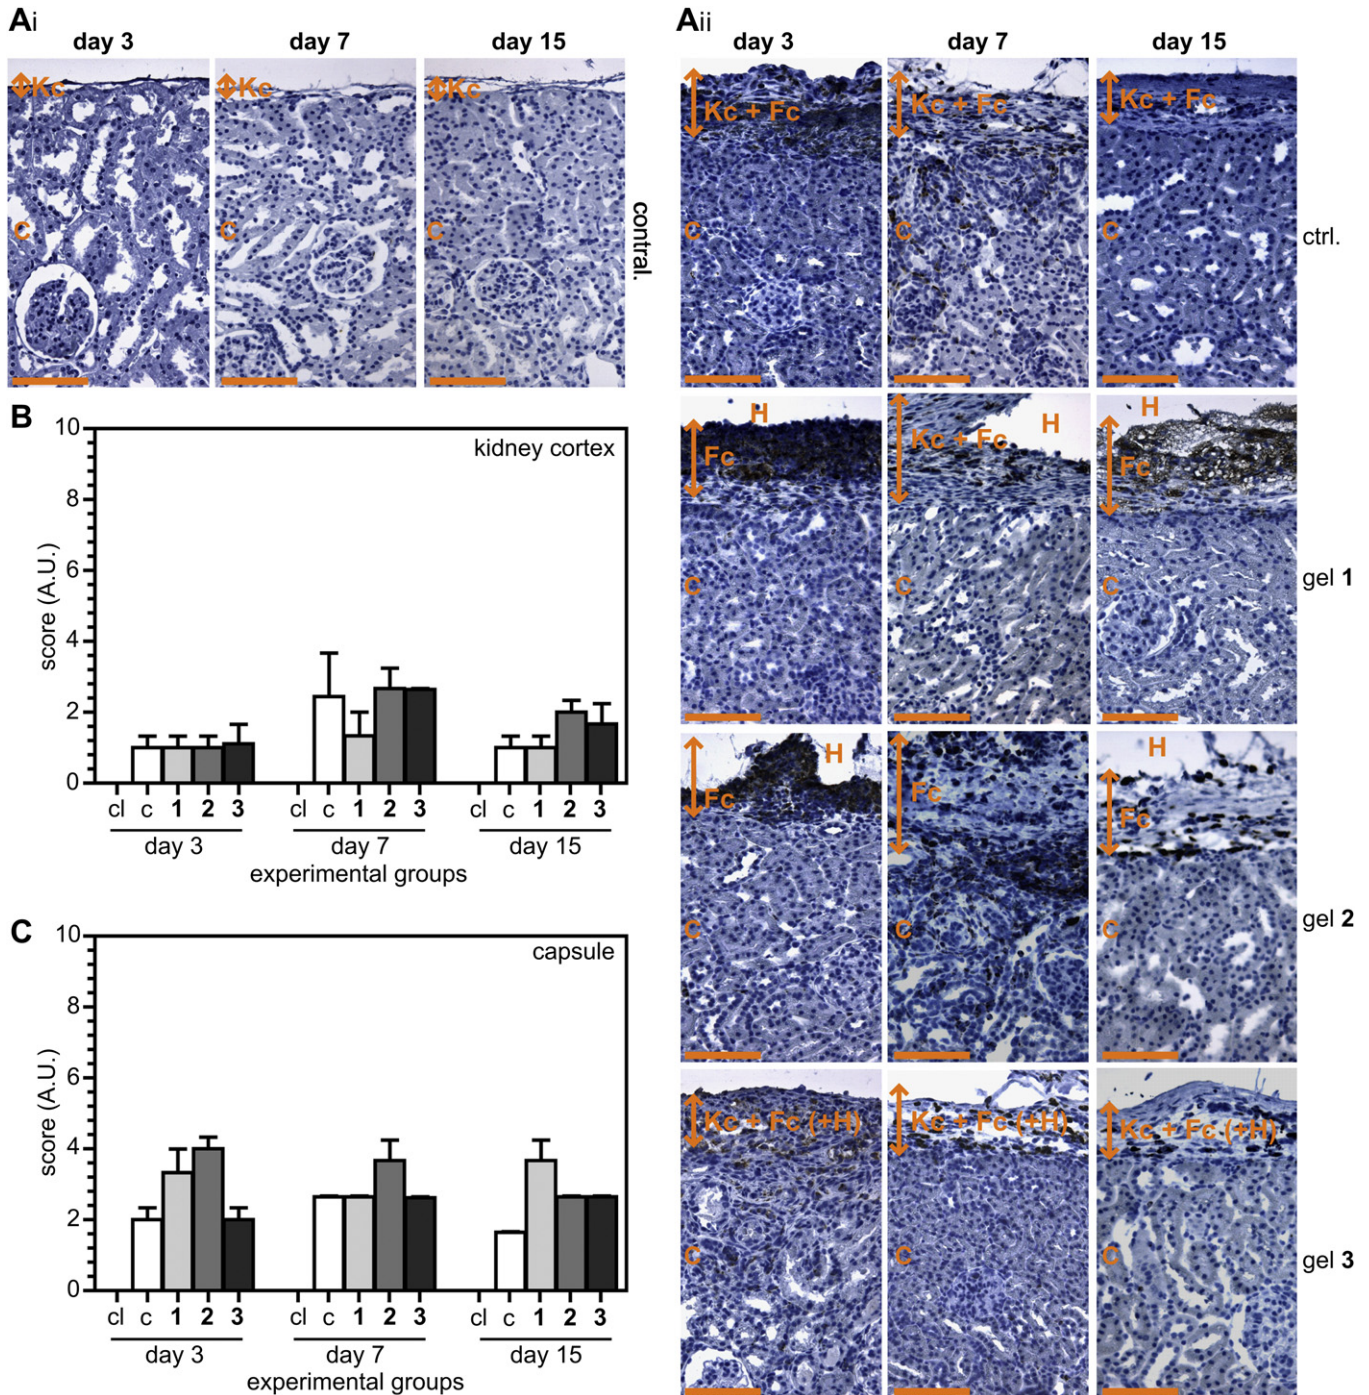 Ai
day 3 day 7 day 15
Kc Kc Kc
C C C
contral.
Aii
day 3 day 7 day 15
Kc + Fc Kc + Fc Kc + Fc
C C C
ctrl.
H H H
Fc Kc + Fc Fc
C C C
gel 1
H H
Fc Fc Fc
C C C
gel 2
Kc + Fc (+H) Kc + Fc (+H) Kc + Fc (+H)
C C C
gel 3
B
kidney cortex
score (A.U.)
10
8
6
4
2
0
cl c 1 2 3 cl c 1 2 3 cl c 1 2 3
day 3 day 7 day 15
experimental groups
C
capsule
score (A.U.)
10
8
6
4
2
0
cl c 1 2 3 cl c 1 2 3 cl c 1 2 3
day 3 day 7 day 15
experimental groups